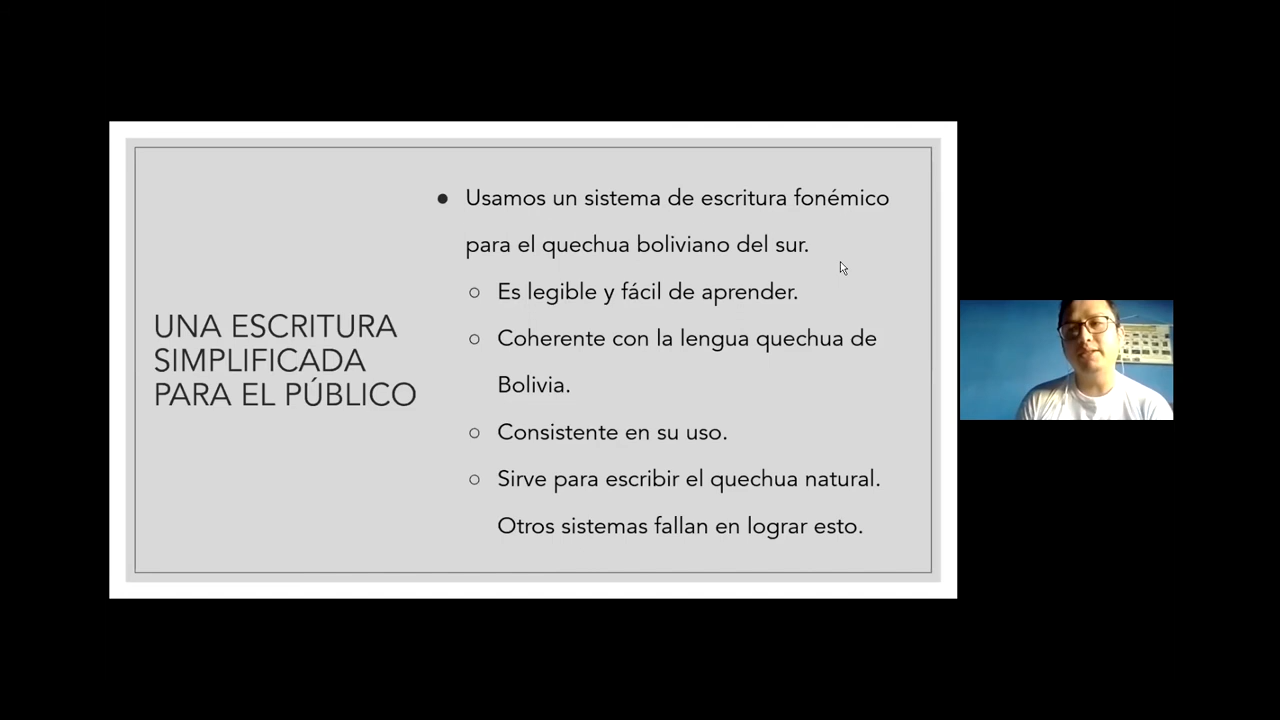 UNA ESCRITURA
SIMPLIFICADA
PARA EL PÚBLICO
● Usamos un sistema de escritura fonémico
para el quechua boliviano del sur.
○ Es legible y fácil de aprender.
○ Coherente con la lengua quechua de
Bolivia.
○ Consistente en su uso.
○ Sirve para escribir el quechua natural.
Otros sistemas fallan en lograr esto.